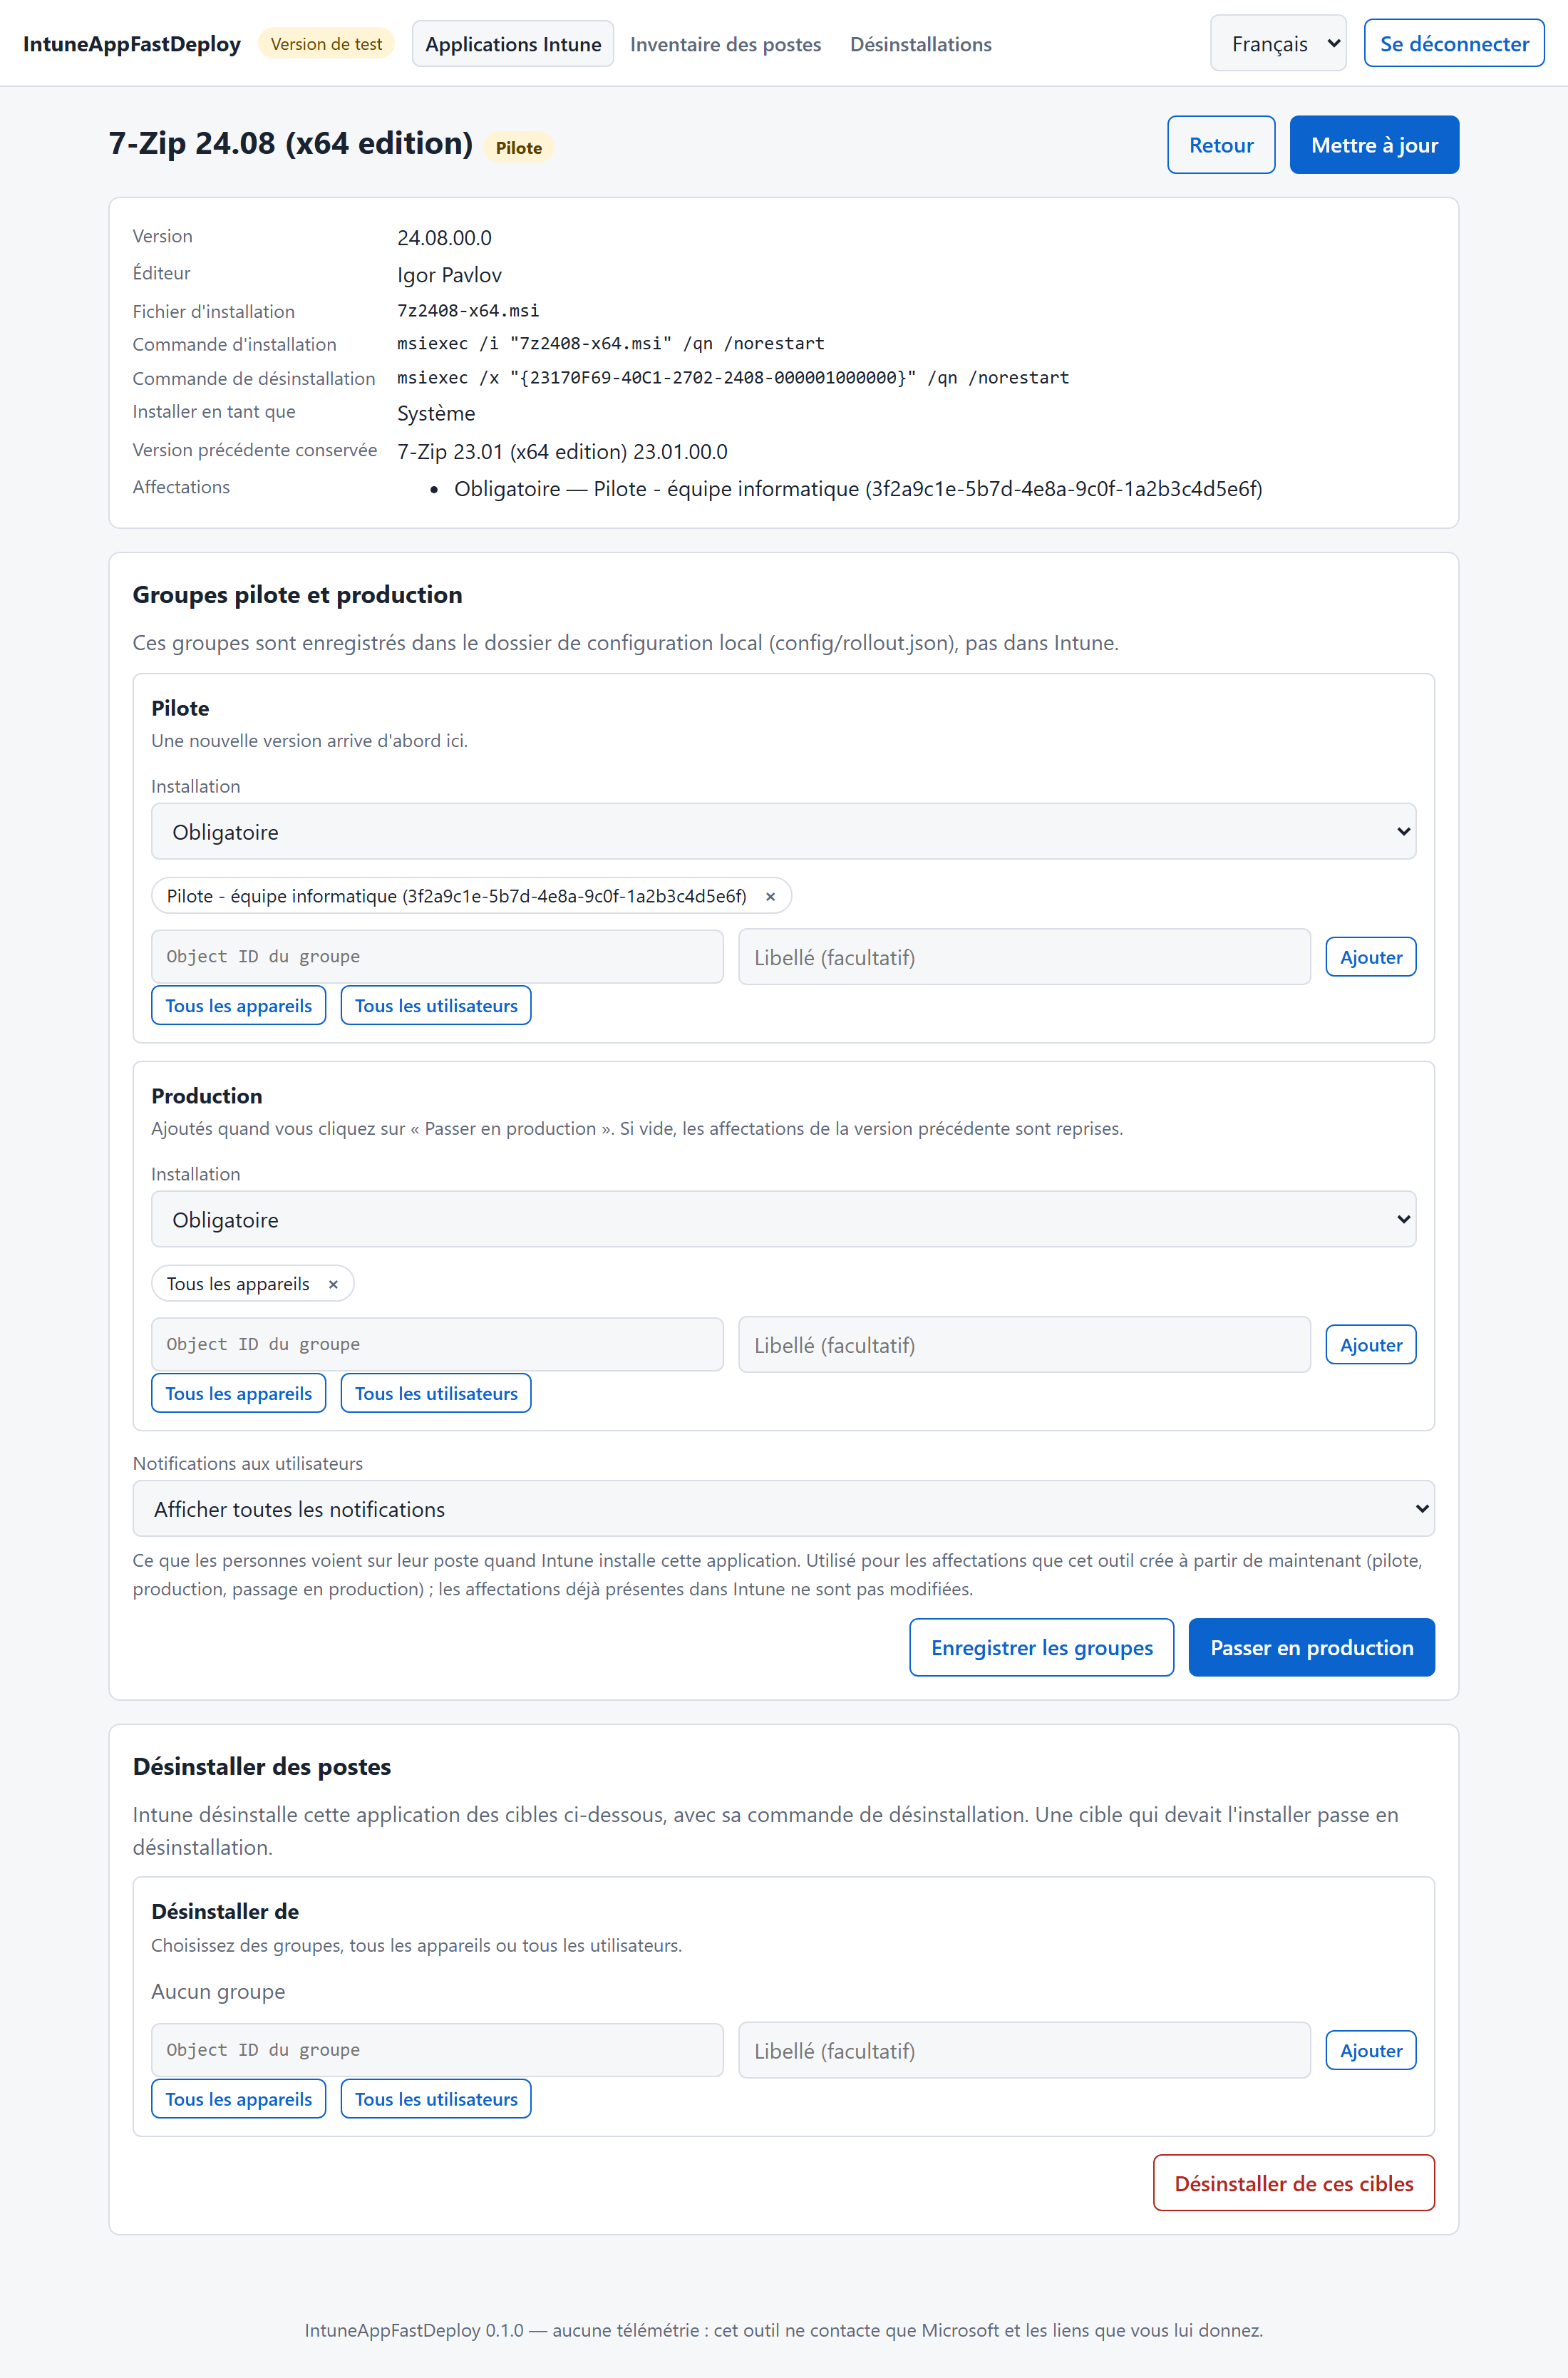 IntuneAppFastDeploy
Version de test
Applications Intune
Inventaire des postes
Désinstallations
Français
Se déconnecter
7-Zip 24.08 (x64 edition)
Pilote
Retour
Mettre à jour
Version
24.08.00.0
Éditeur
Igor Pavlov
Fichier d'installation
7z2408-x64.msi
Commande d'installation
msiexec /i "7z2408-x64.msi" /qn /norestart
Commande de désinstallation
msiexec /x "{23170F69-40C1-2702-2408-000001000000}" /qn /norestart
Installer en tant que
Système
Version précédente conservée
7-Zip 23.01 (x64 edition) 23.01.00.0
Affectations
• Obligatoire — Pilote - équipe informatique (3f2a9c1e-5b7d-4e8a-9c0f-1a2b3c4d5e6f)
Groupes pilote et production
Ces groupes sont enregistrés dans le dossier de configuration local (config/rollout.json), pas dans Intune.
Pilote
Une nouvelle version arrive d'abord ici.
Installation
Obligatoire
Pilote - équipe informatique (3f2a9c1e-5b7d-4e8a-9c0f-1a2b3c4d5e6f) ×
Object ID du groupe
Libellé (facultatif)
Ajouter
Tous les appareils
Tous les utilisateurs
Production
Ajoutés quand vous cliquez sur « Passer en production ». Si vide, les affectations de la version précédente sont reprises.
Installation
Obligatoire
Tous les appareils ×
Object ID du groupe
Libellé (facultatif)
Ajouter
Tous les appareils
Tous les utilisateurs
Notifications aux utilisateurs
Afficher toutes les notifications
Ce que les personnes voient sur leur poste quand Intune installe cette application. Utilisé pour les affectations que cet outil crée à partir de maintenant (pilote,
production, passage en production) ; les affectations déjà présentes dans Intune ne sont pas modifiées.
Enregistrer les groupes
Passer en production
Désinstaller des postes
Intune désinstalle cette application des cibles ci-dessous, avec sa commande de désinstallation. Une cible qui devait l'installer passe en
désinstallation.
Désinstaller de
Choisissez des groupes, tous les appareils ou tous les utilisateurs.
Aucun groupe
Object ID du groupe
Libellé (facultatif)
Ajouter
Tous les appareils
Tous les utilisateurs
Désinstaller de ces cibles
IntuneAppFastDeploy 0.1.0 — aucune télémétrie : cet outil ne contacte que Microsoft et les liens que vous lui donnez.